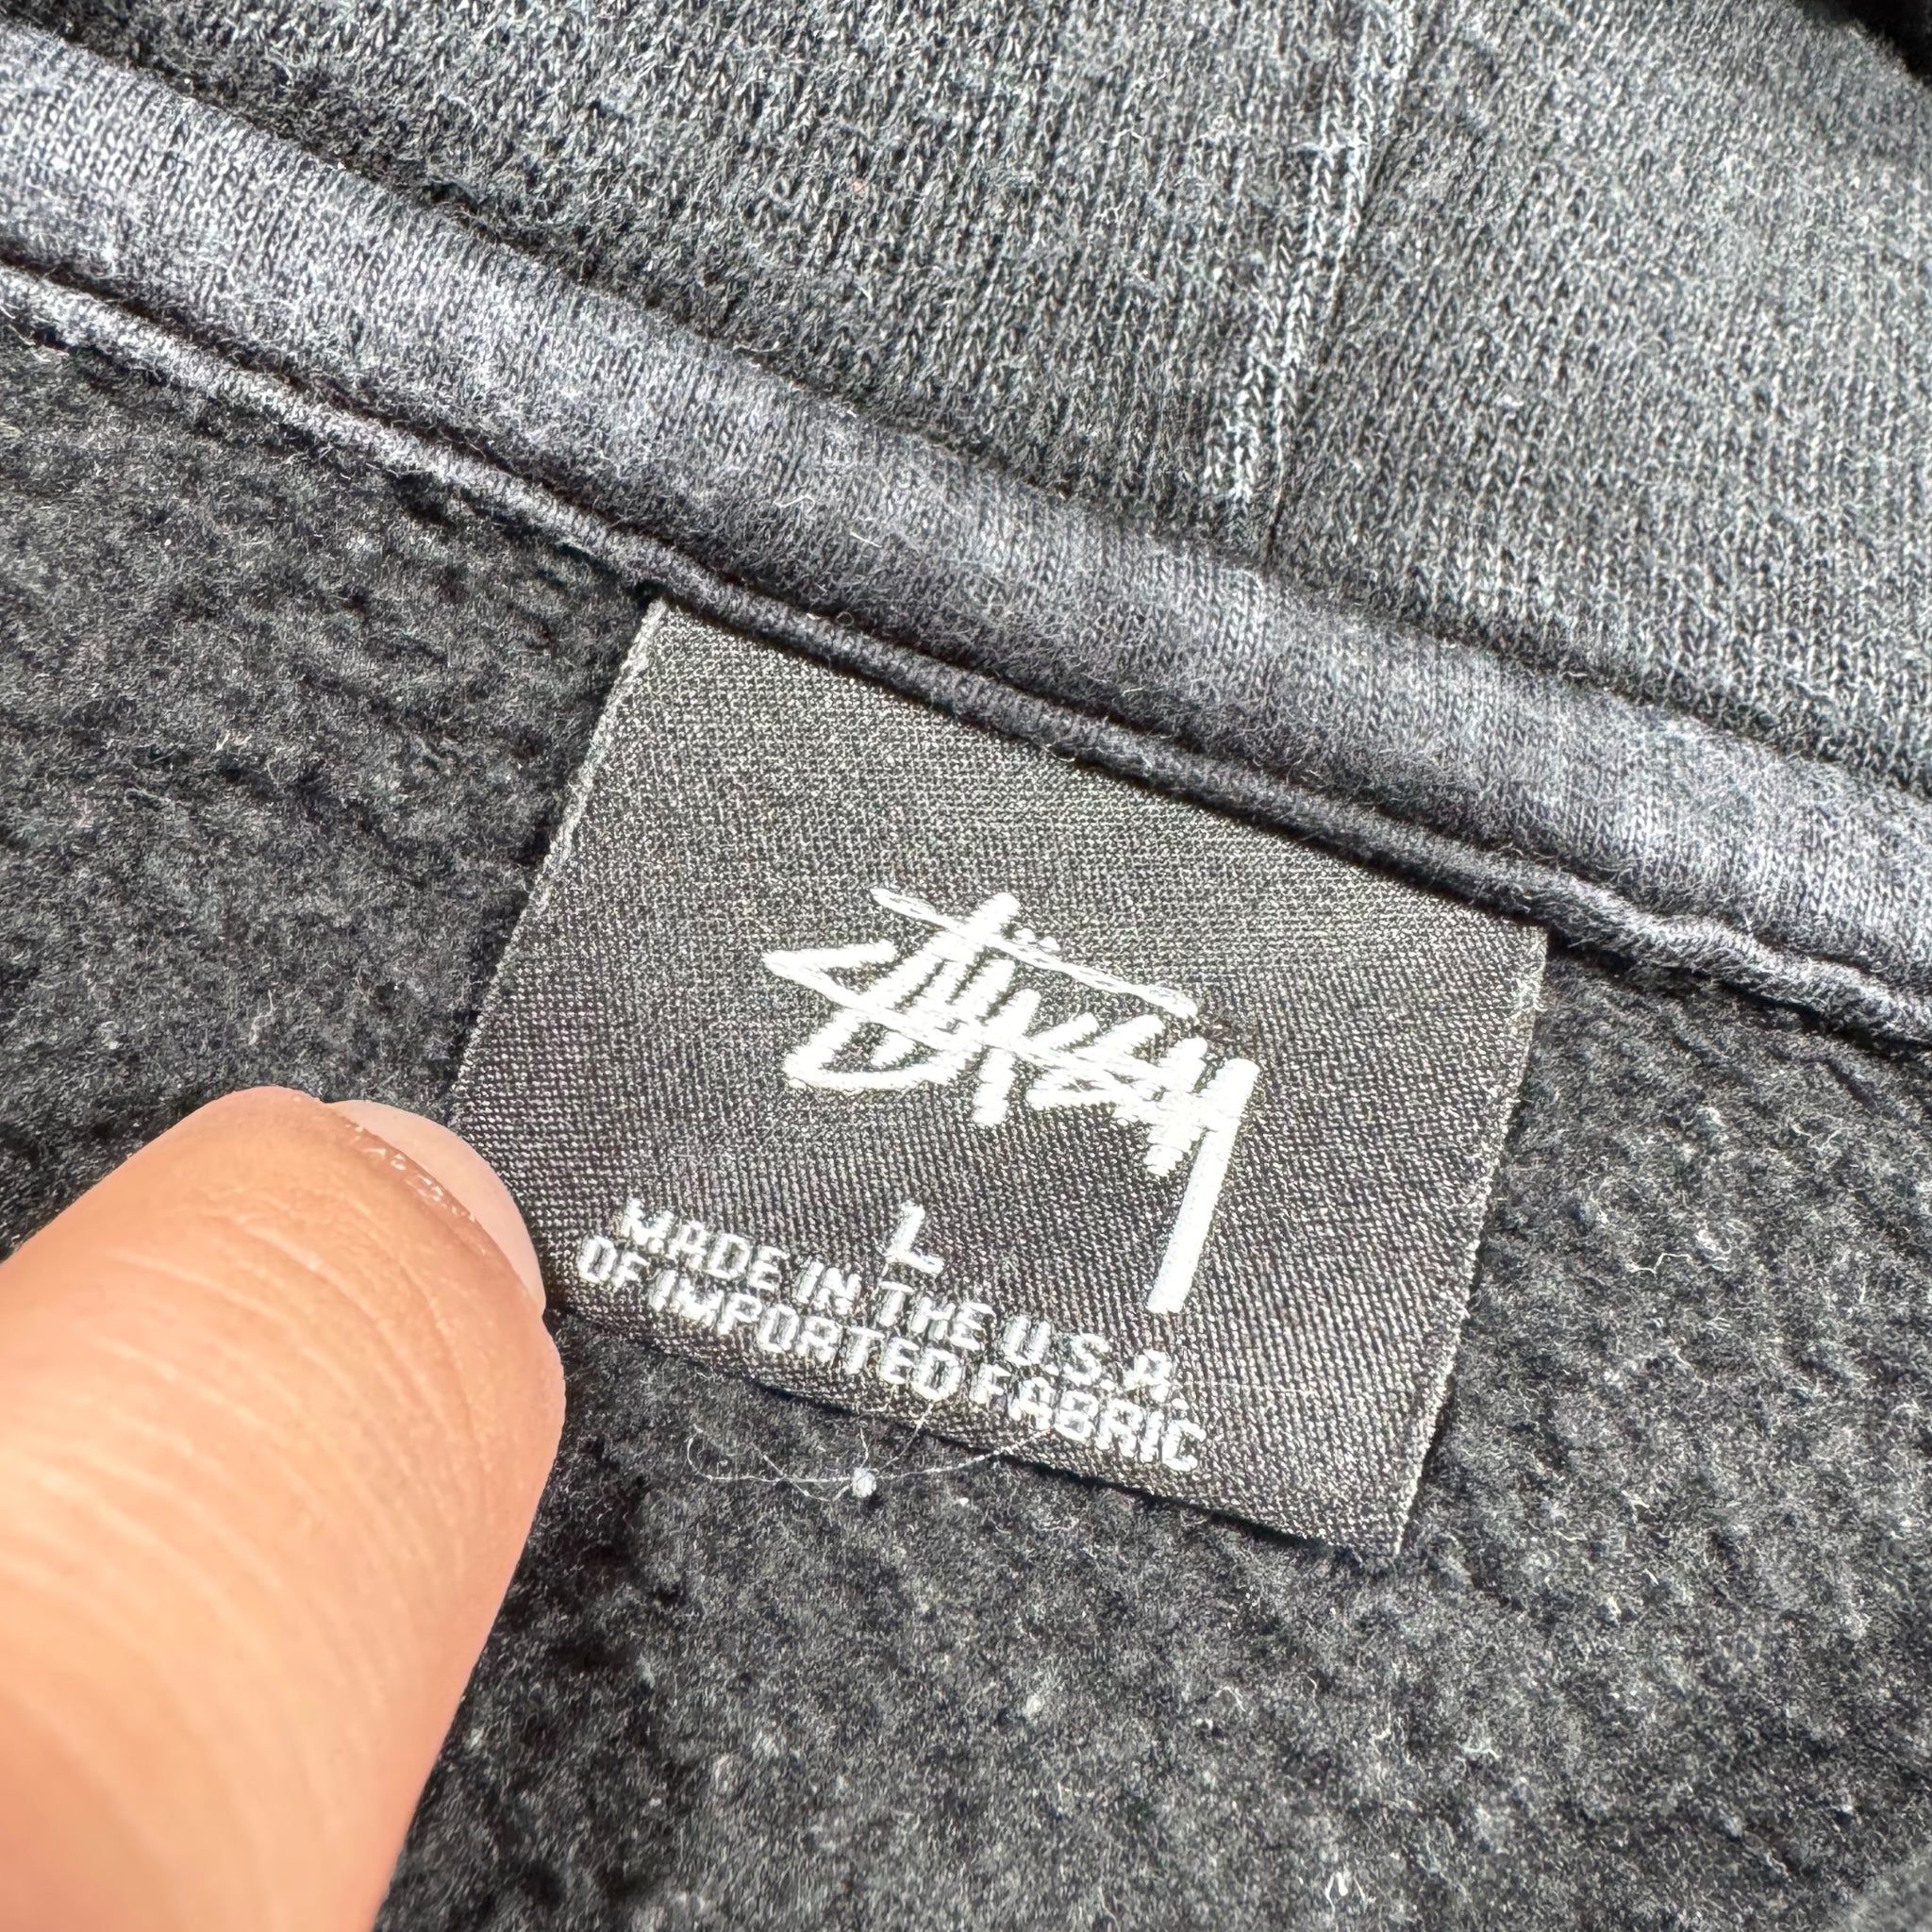 Stüssy
L
MADE IN THE U.S.A.
OF IMPORTED FABRIC